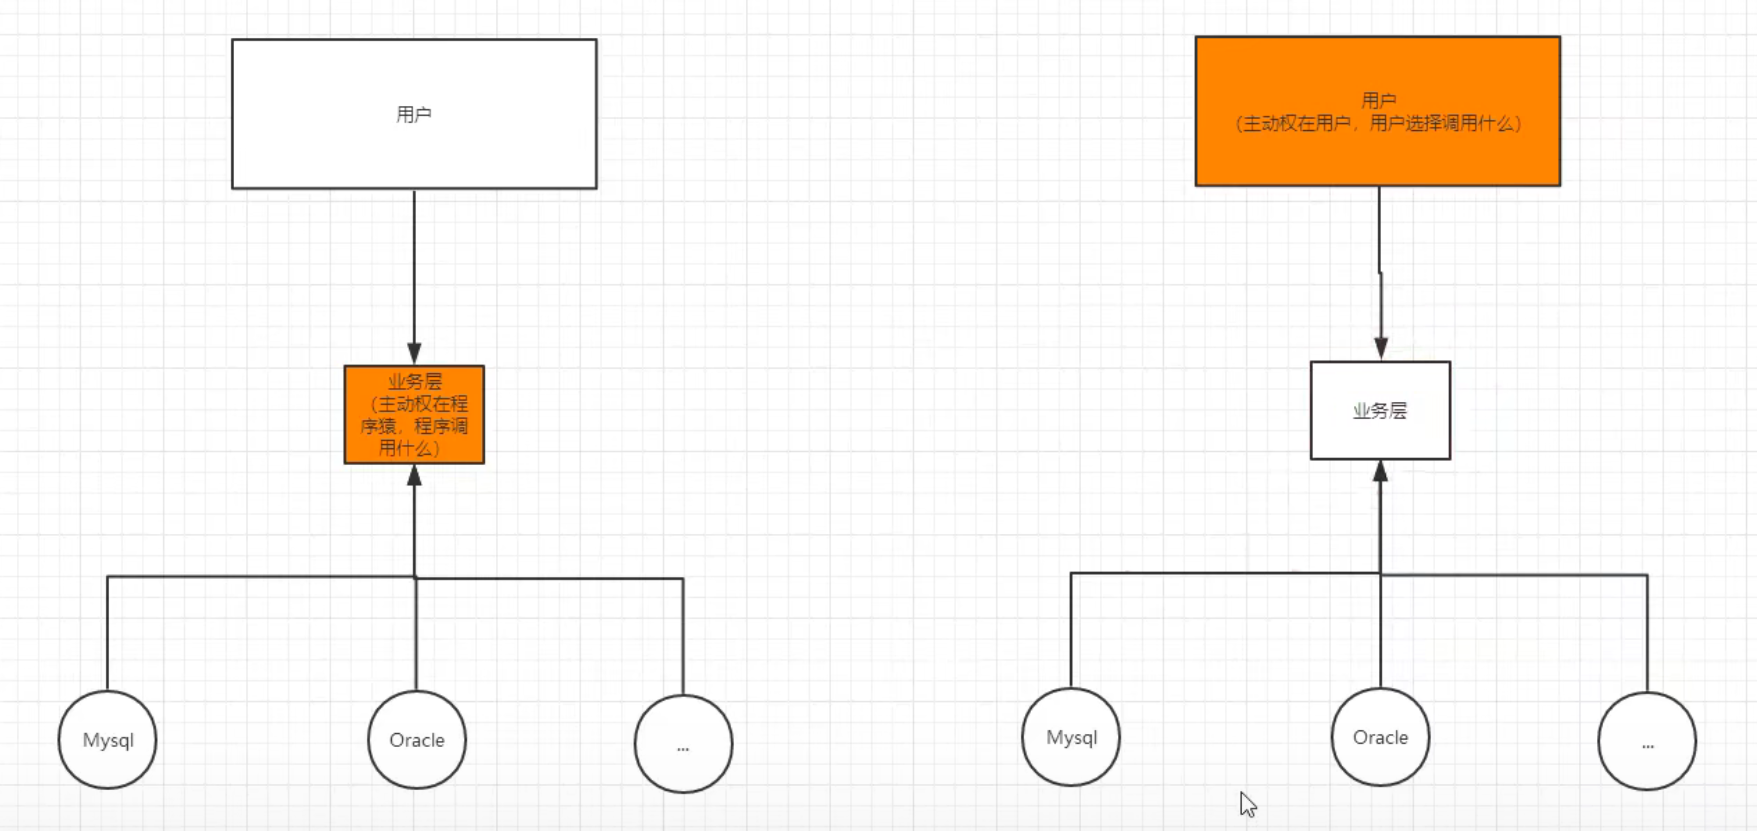 用户
用户
（主动权在用户，用户选择调用什么）
业务层
（主动权在程
序猿，程序调
用什么）
业务层
Mysql
Oracle
...
Mysql
Oracle
...